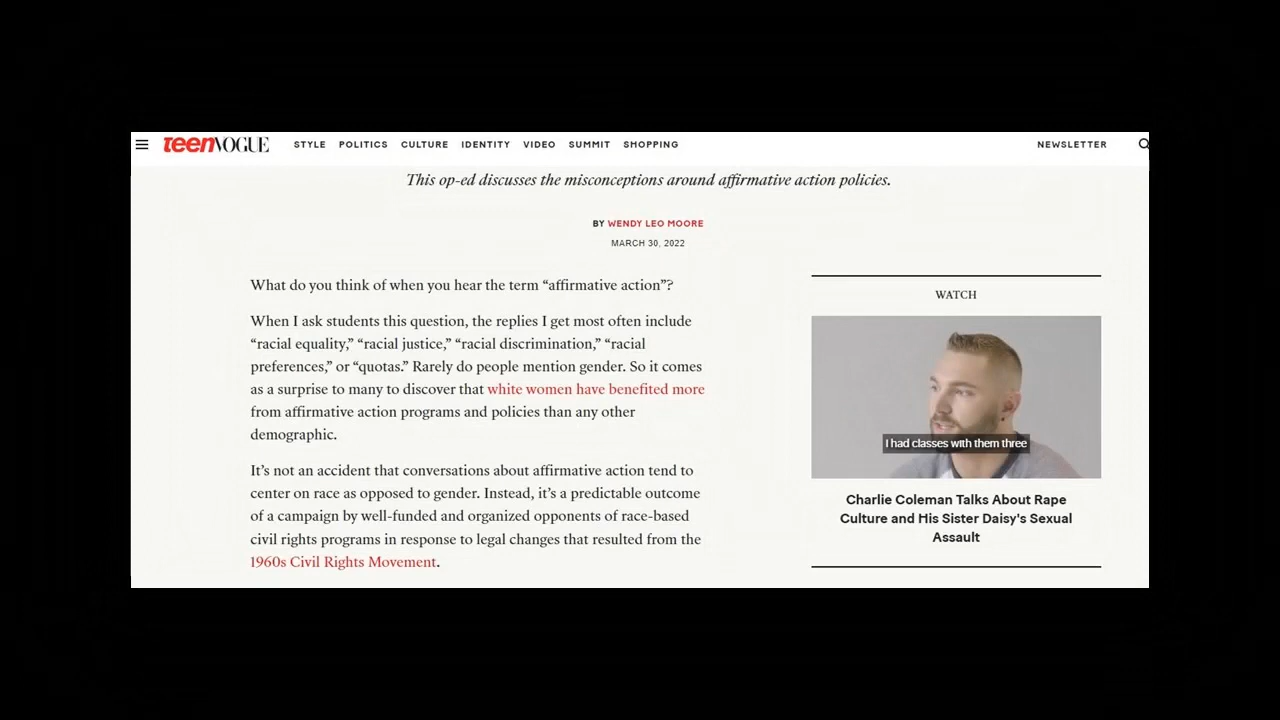 teenVOGUE STYLE POLITICS CULTURE IDENTITY VIDEO SUMMIT SHOPPING NEWSLETTER
This op-ed discusses the misconceptions around affirmative action policies.
BY WENDY LEO MOORE
MARCH 30, 2022
What do you think of when you hear the term “affirmative action”?
When I ask students this question, the replies I get most often include
“racial equality,” “racial justice,” “racial discrimination,” “racial
preferences,” or “quotas.” Rarely do people mention gender. So it comes
as a surprise to many to discover that white women have benefited more
from affirmative action programs and policies than any other
demographic.
It’s not an accident that conversations about affirmative action tend to
center on race as opposed to gender. Instead, it’s a predictable outcome
of a campaign by well-funded and organized opponents of race-based
civil rights programs in response to legal changes that resulted from the
1960s Civil Rights Movement.
WATCH
I had classes with them three
Charlie Coleman Talks About Rape
Culture and His Sister Daisy's Sexual
Assault